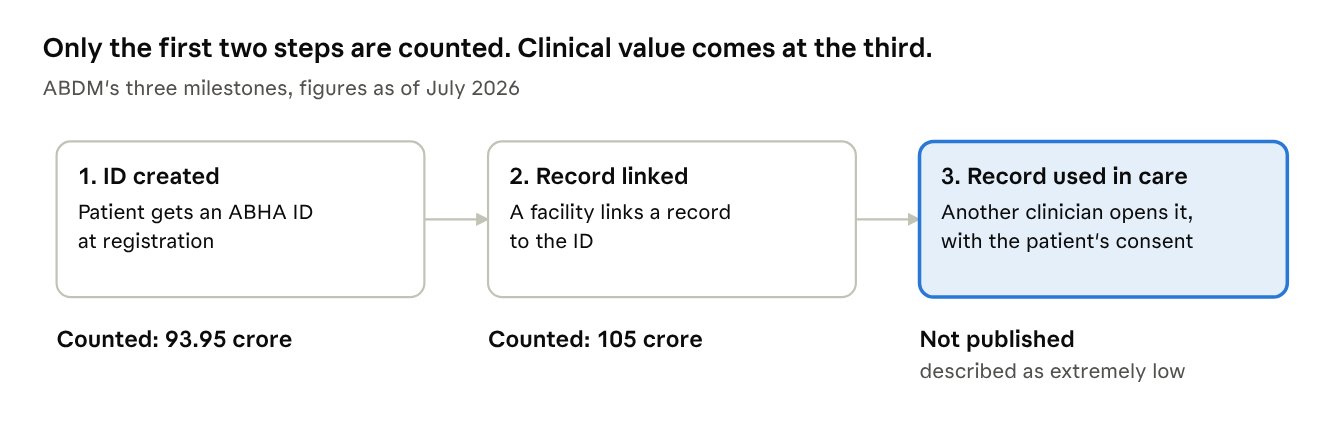 Only the first two steps are counted. Clinical value comes at the third.
ABDM's three milestones, figures as of July 2026
1. ID created
Patient gets an ABHA ID
at registration
2. Record linked
A facility links a record
to the ID
3. Record used in care
Another clinician opens it,
with the patient's consent
Counted: 93.95 crore
Counted: 105 crore
Not published
described as extremely low